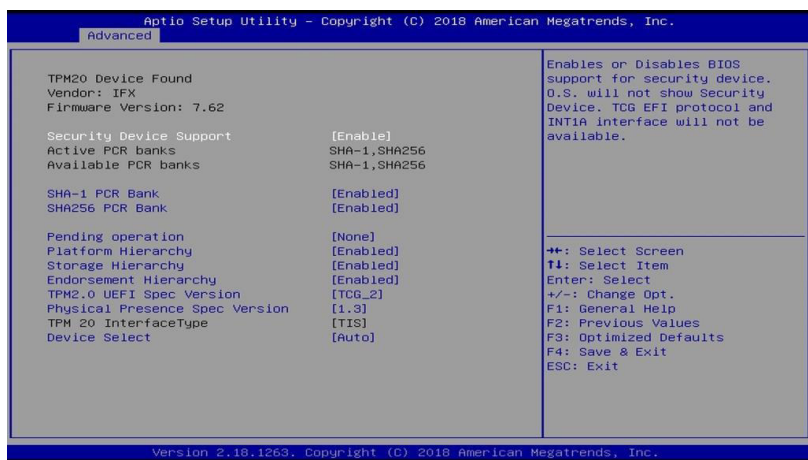 Aptio Setup Utility – Copyright (C) 2018 American Megatrends, Inc.
Advanced
TPM20 Device Found
Vendor: IFX
Firmware Version: 7.62
Security Device Support [Enable]
Active PCR banks SHA-1,SHA256
Available PCR banks SHA-1,SHA256
SHA-1 PCR Bank [Enabled]
SHA256 PCR Bank [Enabled]
Pending operation [None]
Platform Hierarchy [Enabled]
Storage Hierarchy [Enabled]
Endorsement Hierarchy [Enabled]
TPM2.0 UEFI Spec Version [TCG_2]
Physical Presence Spec Version [1.3]
TPM 20 InterfaceType [TIS]
Device Select [Auto]
Enables or Disables BIOS
support for security device.
O.S. will not show Security
Device. TCG EFI protocol and
INT1A interface will not be
available.
→←: Select Screen
↑↓: Select Item
Enter: Select
+/-: Change Opt.
F1: General Help
F2: Previous Values
F3: Optimized Defaults
F4: Save & Exit
ESC: Exit
Version 2.18.1263. Copyright (C) 2018 American Megatrends, Inc.